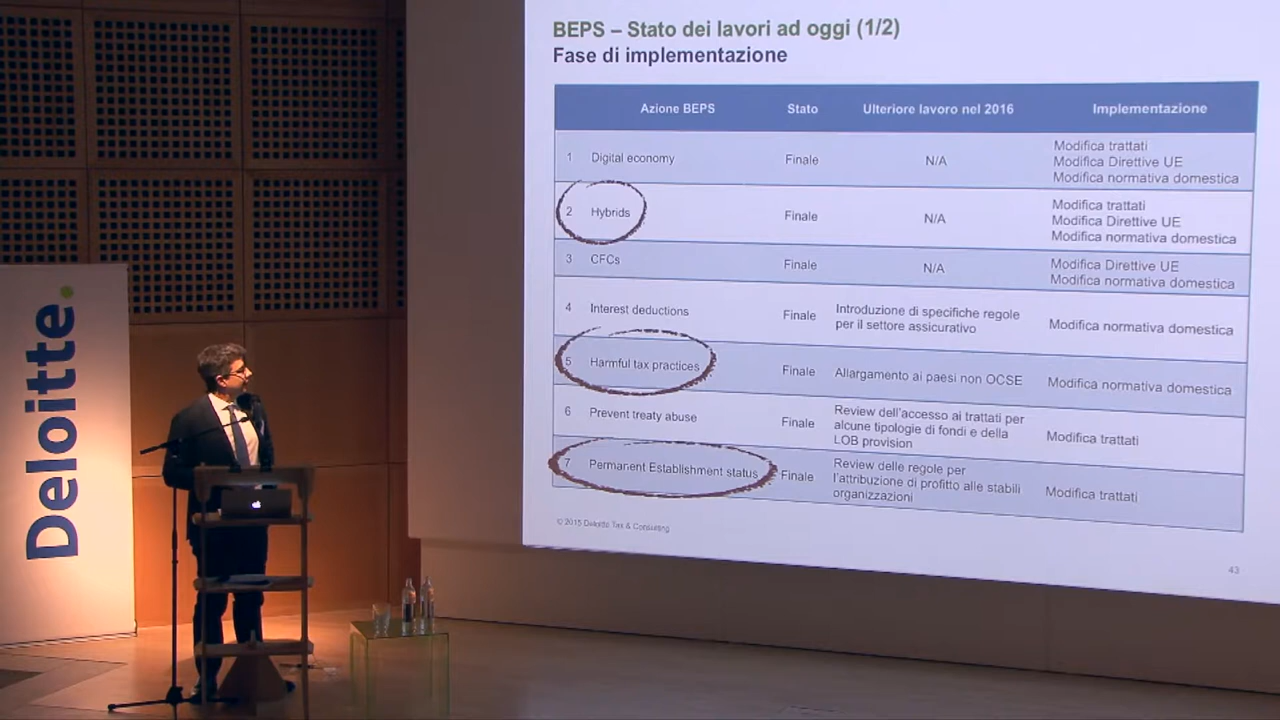 Deloitte.
BEPS – Stato dei lavori ad oggi (1/2)
Fase di implementazione
Azione BEPS Stato Ulteriore lavoro nel 2016 Implementazione
1 Digital economy Finale N/A Modifica trattati
Modifica Direttive UE
Modifica normativa domestica
2 Hybrids Finale N/A Modifica trattati
Modifica Direttive UE
Modifica normativa domestica
3 CFCs Finale N/A Modifica Direttive UE
Modifica normativa domestica
4 Interest deductions Finale Introduzione di specifiche regole
per il settore assicurativo Modifica normativa domestica
5 Harmful tax practices Finale Allargamento ai paesi non OCSE Modifica normativa domestica
6 Prevent treaty abuse Finale Review dell'accesso ai trattati per
alcune tipologie di fondi e della
LOB provision Modifica trattati
7 Permanent Establishment status Finale Review delle regole per
l'attribuzione di profitto alle stabili
organizzazioni Modifica trattati
© 2015 Deloitte Tax & Consulting
43